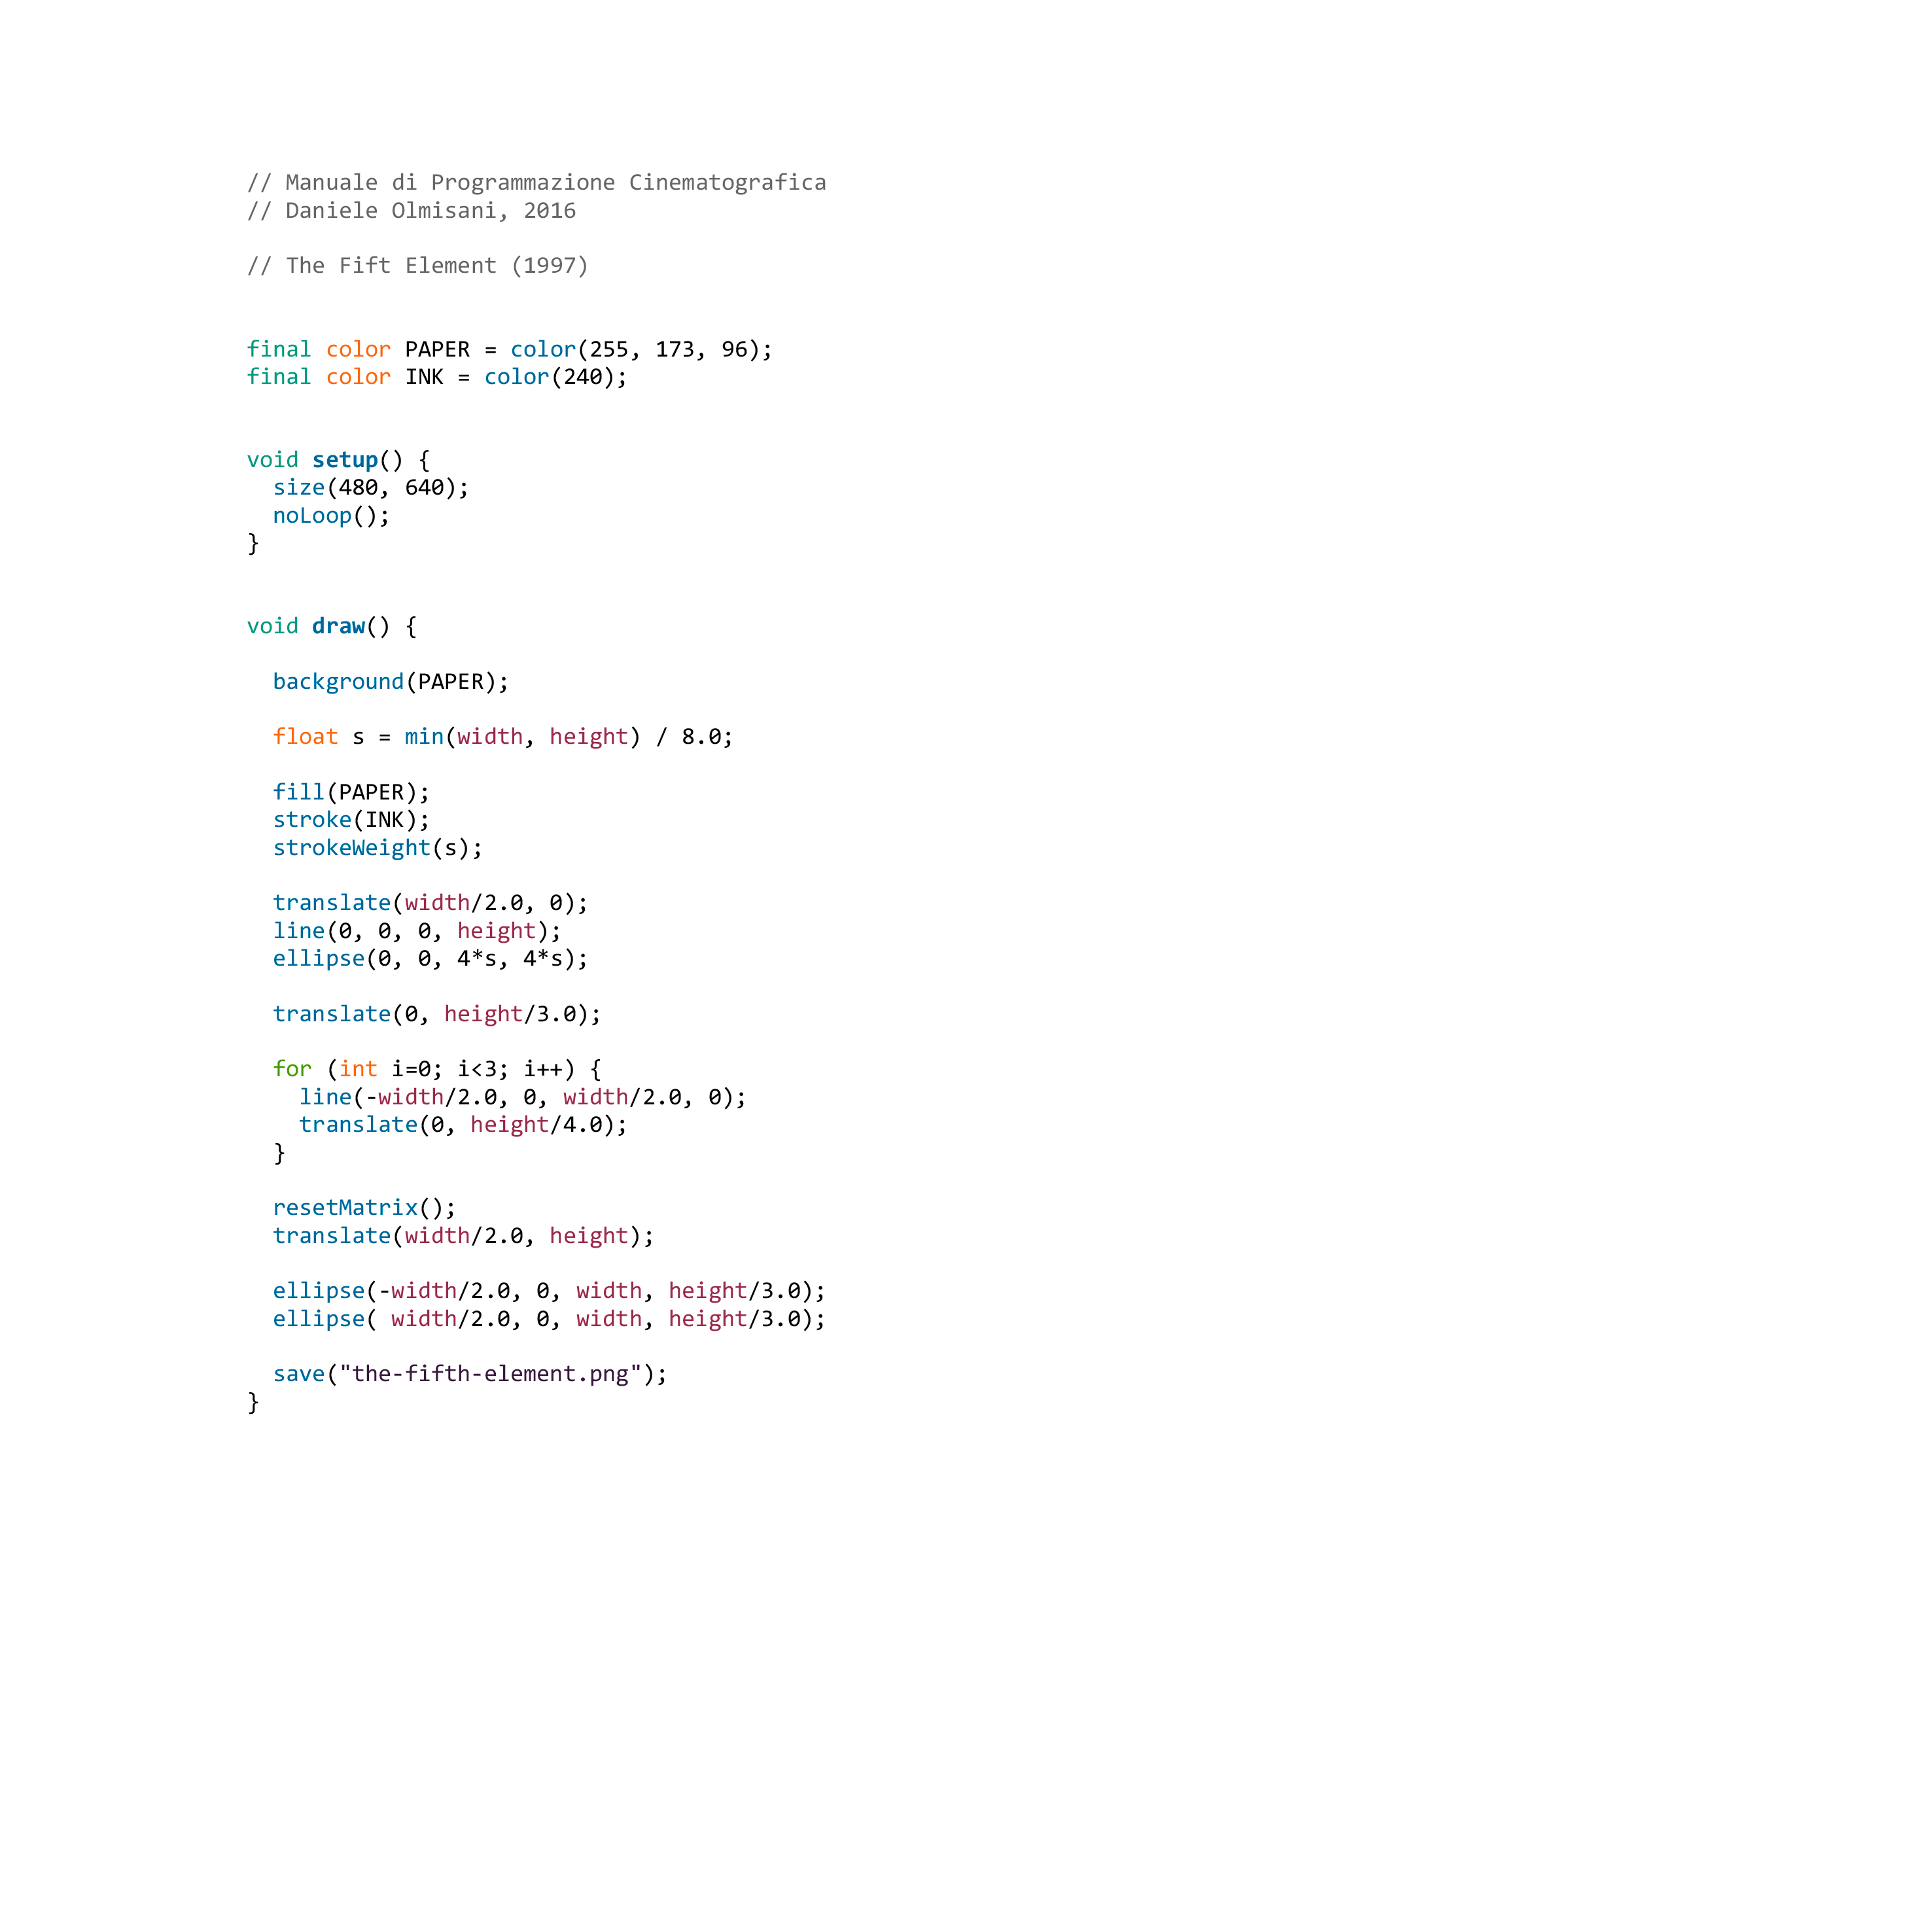 // Manuale di Programmazione Cinematografica
// Daniele Olmisani, 2016
// The Fift Element (1997)
final color PAPER = color(255, 173, 96);
final color INK = color(240);
void setup() {
  size(480, 640);
  noLoop();
}
void draw() {
  background(PAPER);
  float s = min(width, height) / 8.0;
  fill(PAPER);
  stroke(INK);
  strokeWeight(s);
  translate(width/2.0, 0);
  line(0, 0, 0, height);
  ellipse(0, 0, 4*s, 4*s);
  translate(0, height/3.0);
  for (int i=0; i<3; i++) {
    line(-width/2.0, 0, width/2.0, 0);
    translate(0, height/4.0);
  }
  resetMatrix();
  translate(width/2.0, height);
  ellipse(-width/2.0, 0, width, height/3.0);
  ellipse( width/2.0, 0, width, height/3.0);
  save("the-fifth-element.png");
}